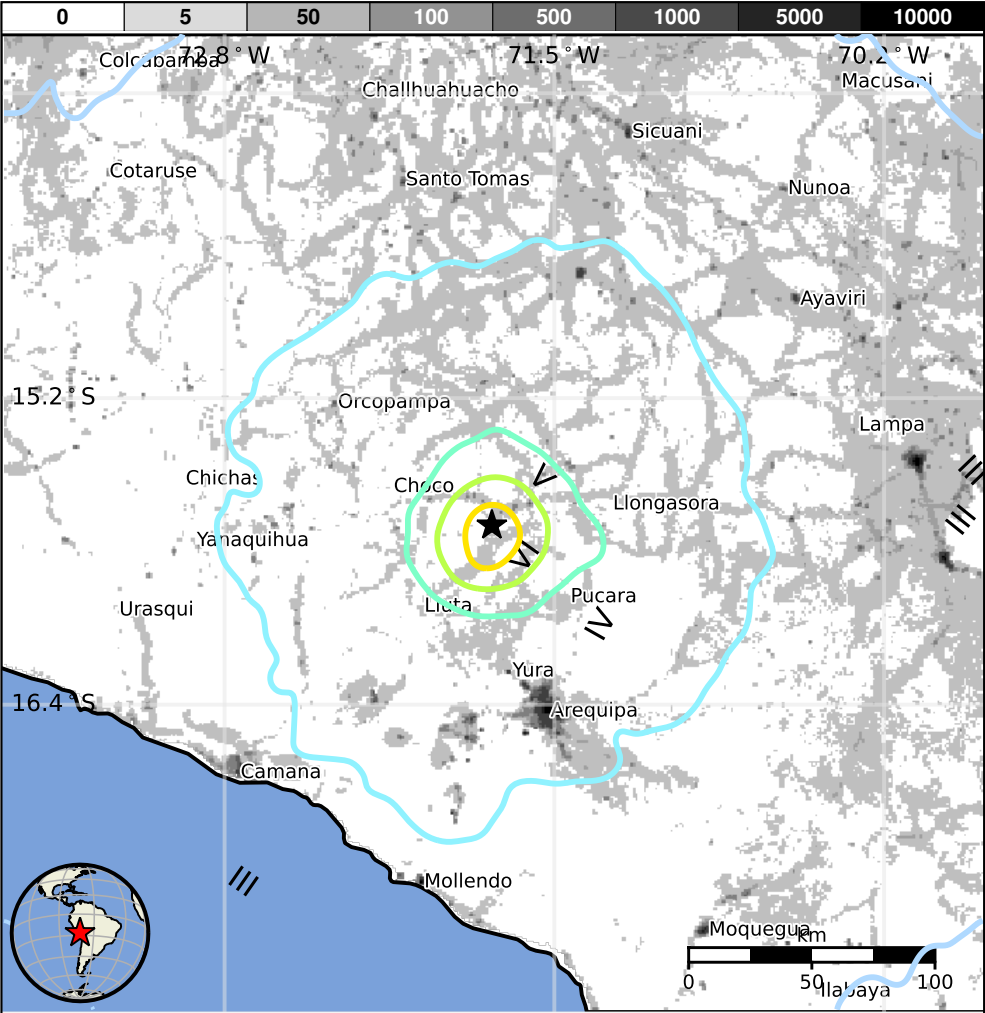 0 5 50 100 500 1000 5000 10000
72.8°W 71.5°W 70.2°W
Colcabamba
Macusani
Challhuahuacho
Sicuani
Cotaruse
Santo Tomas
Nunoa
Ayaviri
15.2°S
Orcopampa
Lampa
Chichas
Choco
V
III
Llongasora
III
Yanaquihua
VI
Urasqui
Lluta
Pucara
IV
Yura
16.4°S
Arequipa
Camana
III
Mollendo
Moquegua
km
0 50 100
Ilabaya